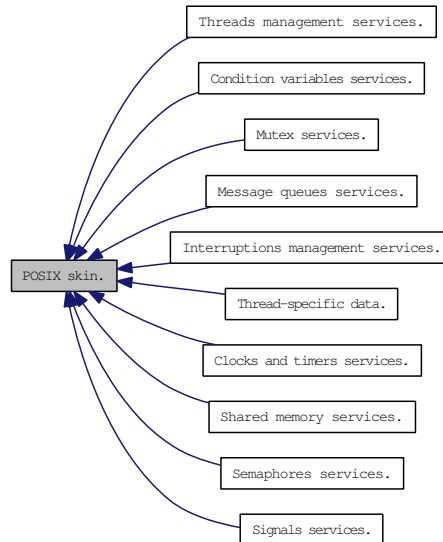 Threads management services.
Condition variables services.
Mutex services.
Message queues services.
Interruptions management services.
POSIX skin.
Thread-specific data.
Clocks and timers services.
Shared memory services.
Semaphores services.
Signals services.